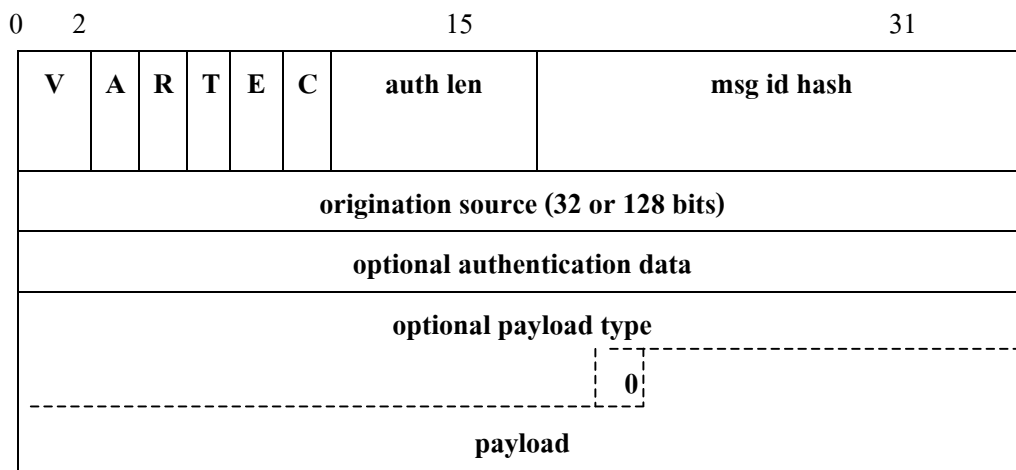 0 2 15 31
V A R T E C auth len msg id hash
origination source (32 or 128 bits)
optional authentication data
optional payload type
0
payload